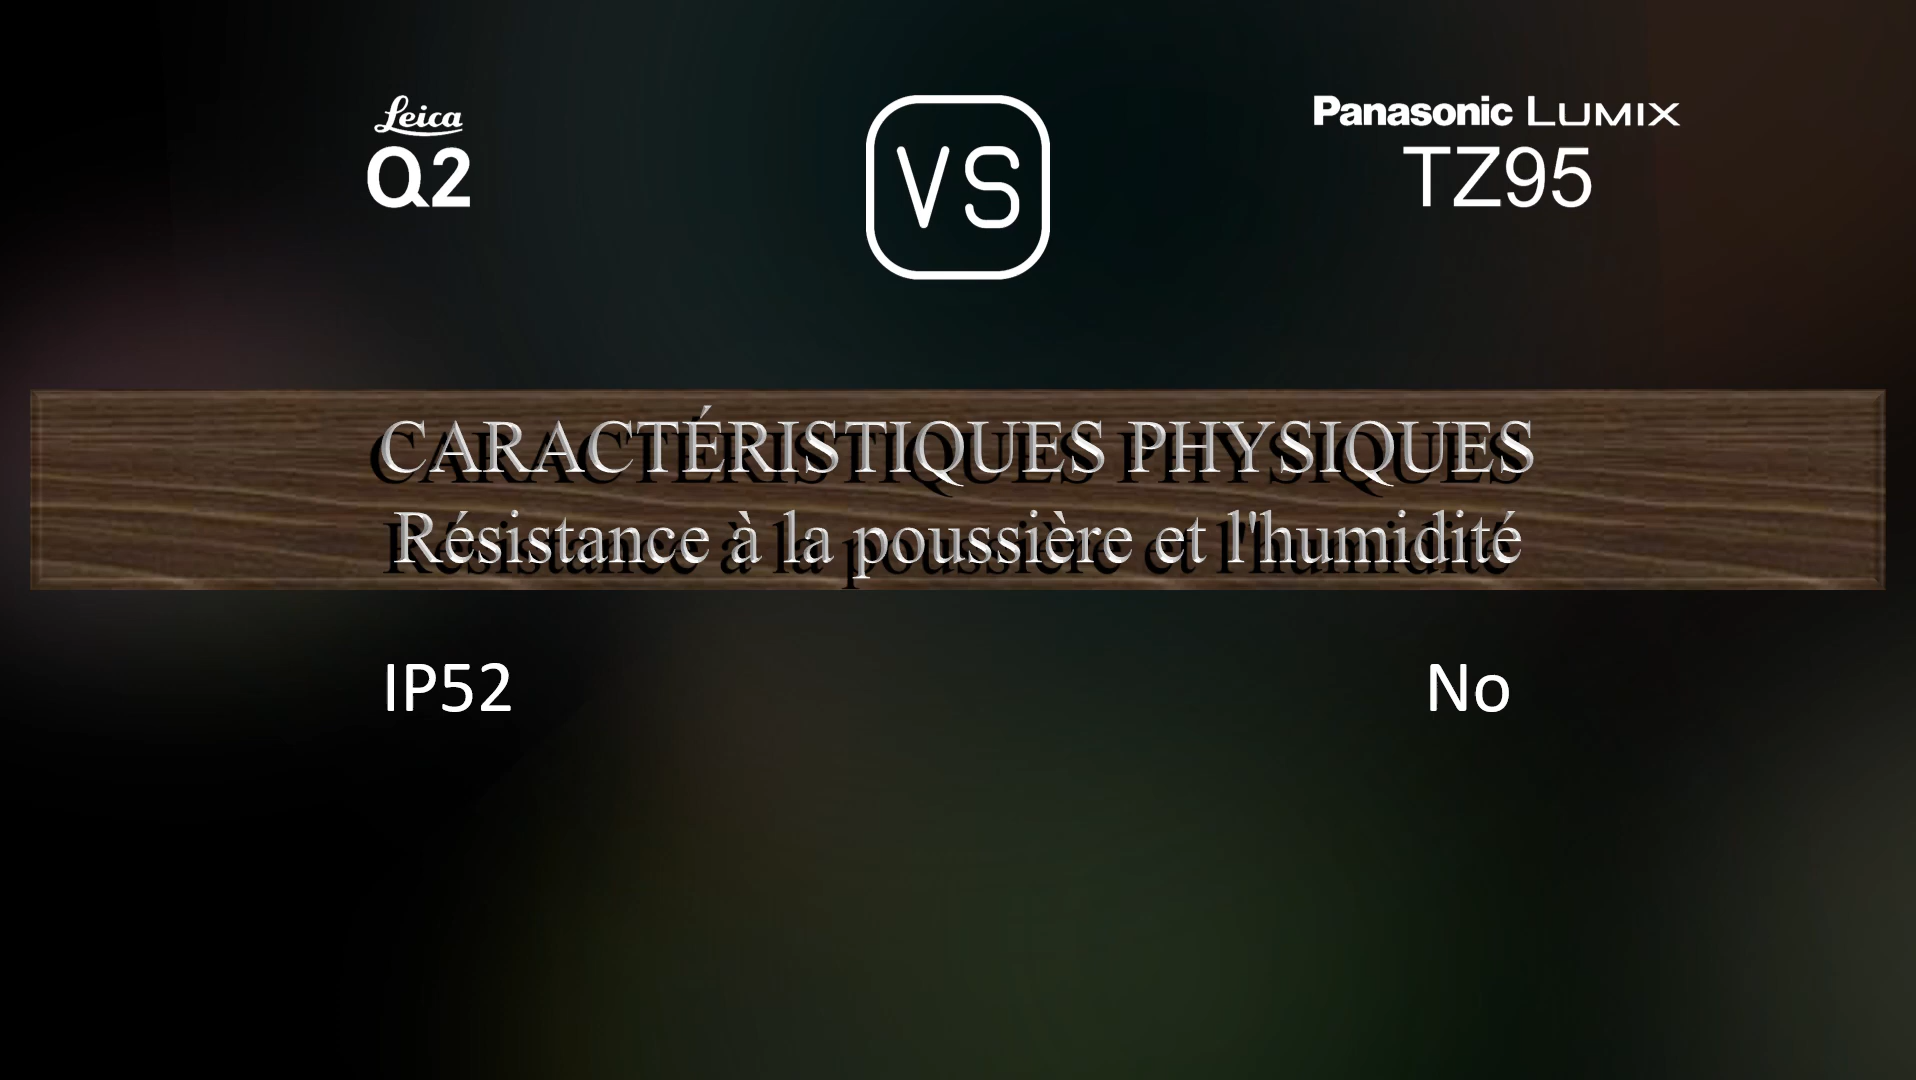 Leica
Q2
VS
Panasonic LUMIX
TZ95
CARACTÉRISTIQUES PHYSIQUES
Résistance à la poussière et l'humidité
IP52
No